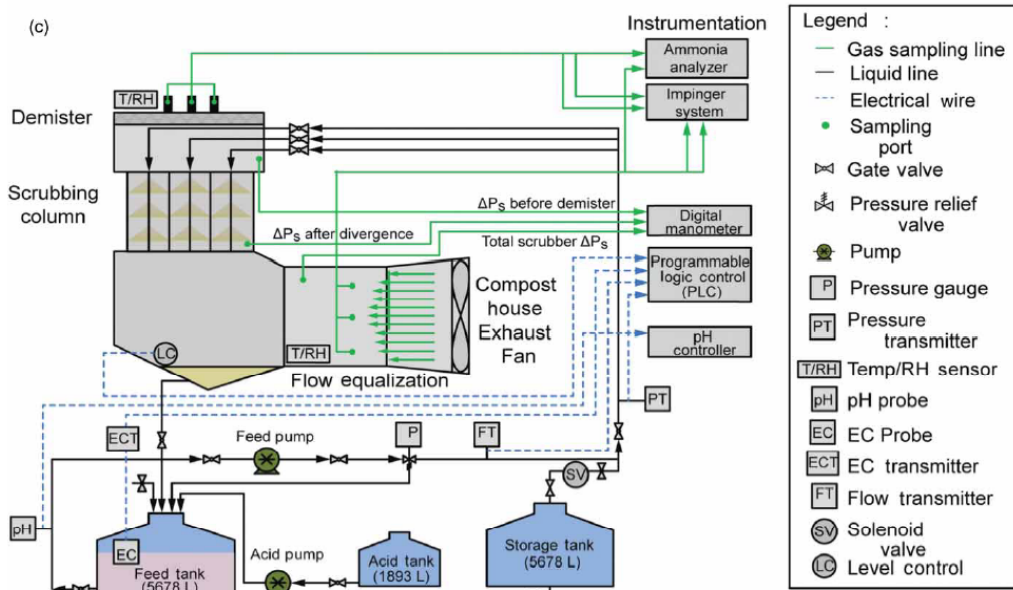 (c)
Instrumentation
Ammonia
analyzer
Impinger
system
T/RH
Demister
Scrubbing
column
ΔPs before demister
ΔPs after divergence
Total scrubber ΔPs
Digital
manometer
Programmable
logic control
(PLC)
pH
controller
Compost
house
Exhaust
Fan
T/RH
Flow equalization
LC
PT
ECT
Feed pump
P
FT
SV
pH
EC
Feed tank
(5678 L)
Acid pump
Acid tank
(1893 L)
Storage tank
(5678 L)
Legend :
Gas sampling line
Liquid line
Electrical wire
Sampling
port
Gate valve
Pressure relief
valve
Pump
P Pressure gauge
PT Pressure
transmitter
T/RH Temp/RH sensor
pH pH probe
EC EC Probe
ECT EC transmitter
FT Flow transmitter
SV Solenoid
valve
LC Level control